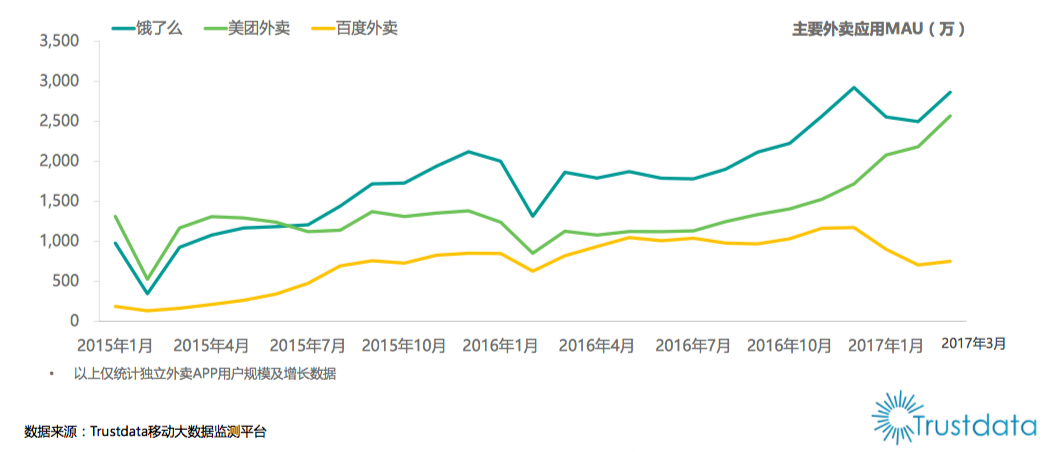 饿了么 美团外卖 百度外卖 主要外卖应用MAU（万）
3,500
3,000
2,500
2,000
1,500
1,000
500
0
2015年1月 2015年4月 2015年7月 2015年10月 2016年1月 2016年4月 2016年7月 2016年10月 2017年1月 2017年3月
• 以上仅统计独立外卖APP用户规模及增长数据
数据来源：Trustdata移动大数据监测平台
Trustdata